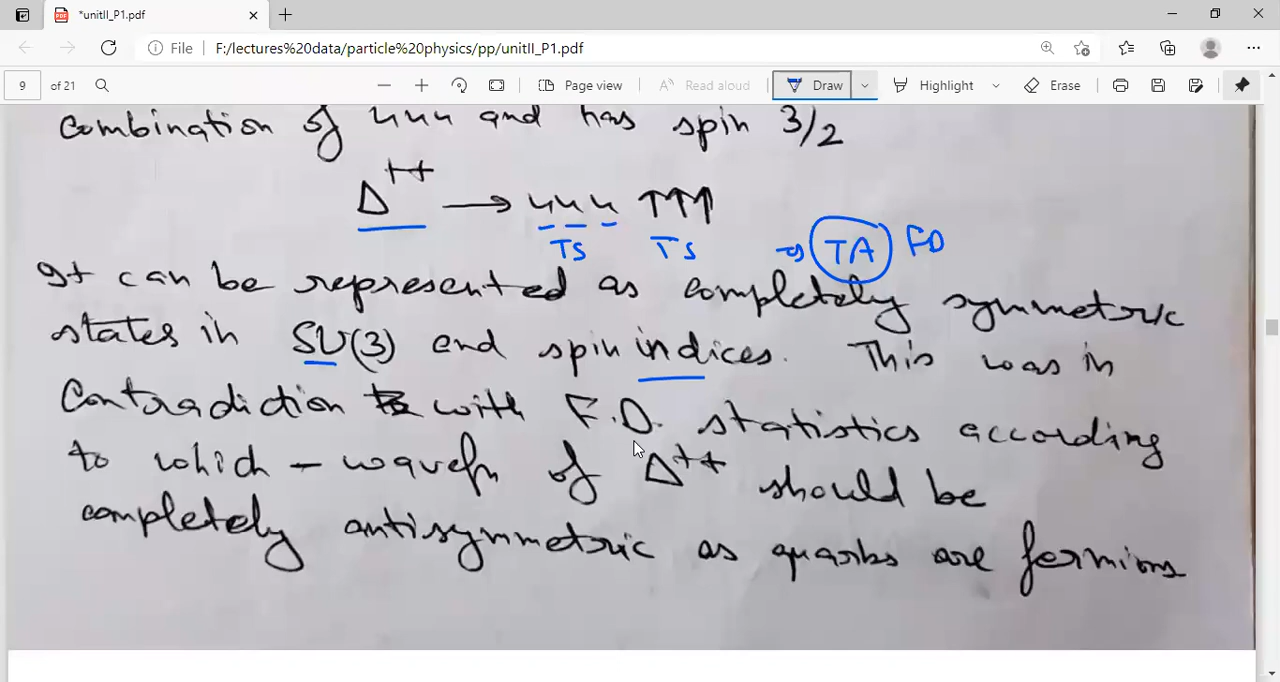 *unitII_P1.pdf
File F:/lectures%20data/particle%20physics/pp/unitII_P1.pdf
9 of 21 Page view Read aloud Draw Highlight Erase
Combination of uuu and has spin 3/2
Δ++ → uuu ↑↑↑
TS TS ⇒ TA FD
It can be represented as completely symmetric
states in SU(3) and spin indices. This was in
Contradiction with F.D. statistics according
to which - wavefn of Δ++ should be
completely antisymmetric as quarks are fermions